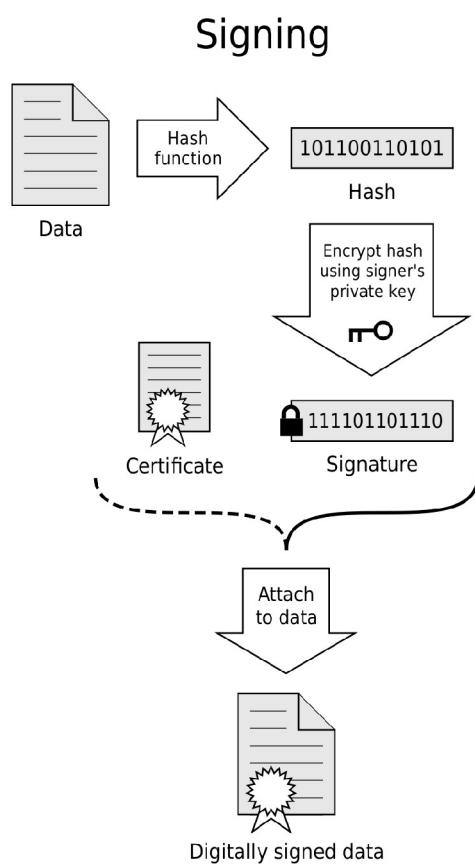 Signing
Hash
function
101100110101
Data
Hash
Encrypt hash
using signer's
private key
111101101110
Certificate
Signature
Attach
to data
Digitally signed data